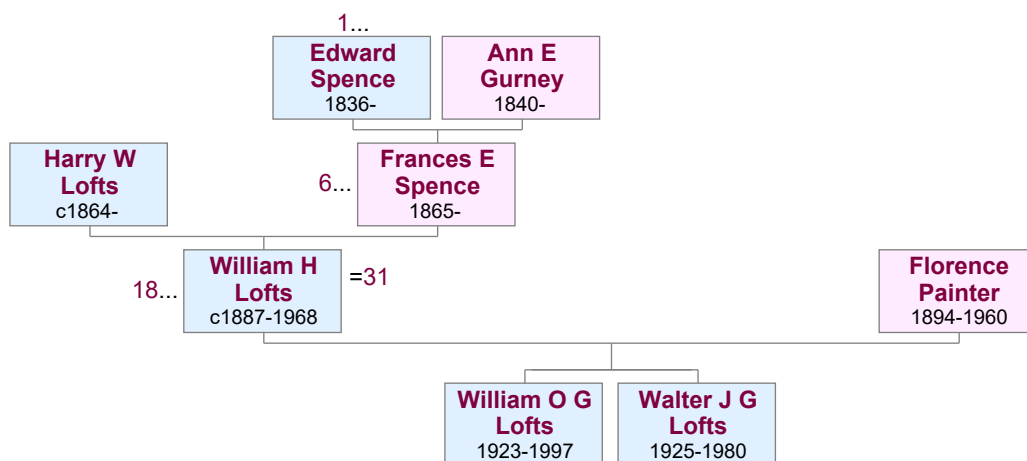 1...
Edward
Spence
1836-
Ann E
Gurney
1840-
Harry W
Lofts
c1864-
6...
Frances E
Spence
1865-
18...
William H
Lofts
c1887-1968
=31
Florence
Painter
1894-1960
William O G
Lofts
1923-1997
Walter J G
Lofts
1925-1980